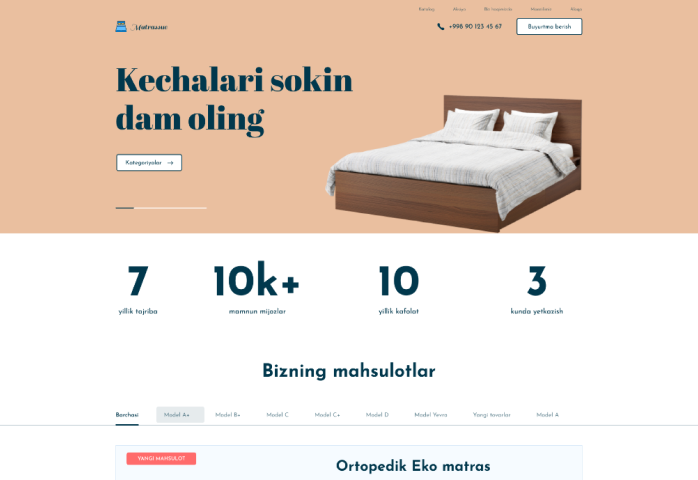 Katalog Aksiya Biz haqimizda Manzilimiz Aloqa
+998 90 123 45 67 Buyurtma berish
Kechalari sokin
dam oling
Kategoriyalar →
7 10k+ 10 3
yillik tajriba mamnun mijozlar yillik kafolat kunda yetkazish
Bizning mahsulotlar
Barchasi Model A+ Model B+ Model C Model C+ Model D Model Yevro Yangi tovarlar Model A
YANGI MAHSULOT
Ortopedik Eko matras